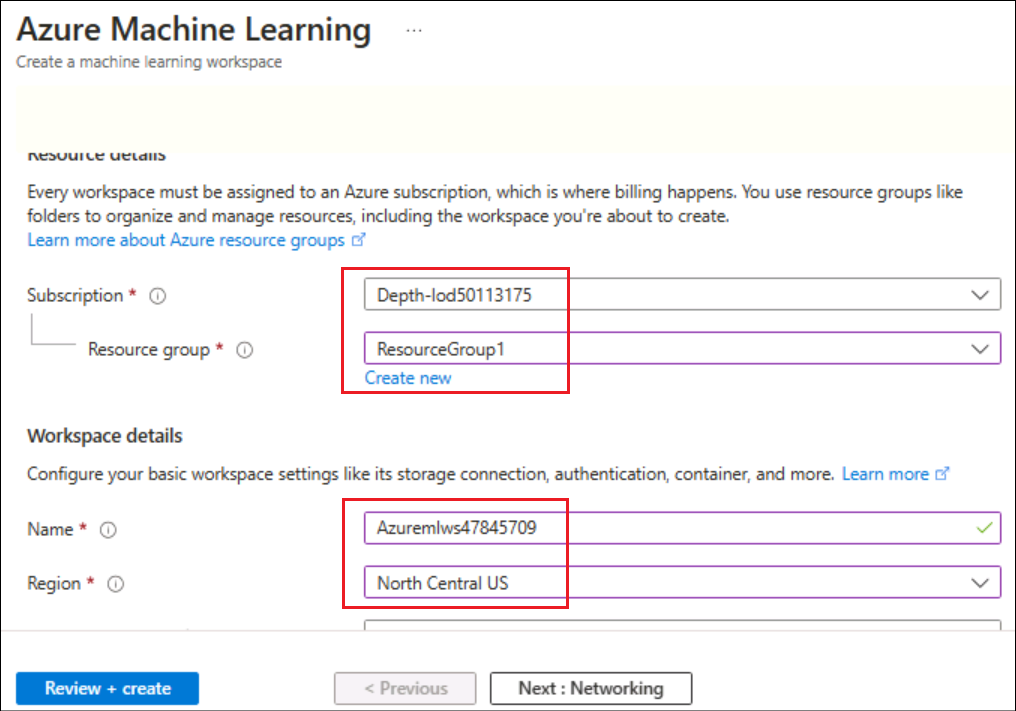 Azure Machine Learning ...
Create a machine learning workspace
Resource details
Every workspace must be assigned to an Azure subscription, which is where billing happens. You use resource groups like
folders to organize and manage resources, including the workspace you're about to create.
Learn more about Azure resource groups
Subscription *
Depth-lod50113175
Resource group *
ResourceGroup1
Create new
Workspace details
Configure your basic workspace settings like its storage connection, authentication, container, and more. Learn more
Name *
Azuremlws47845709
Region *
North Central US
Review + create
< Previous
Next : Networking